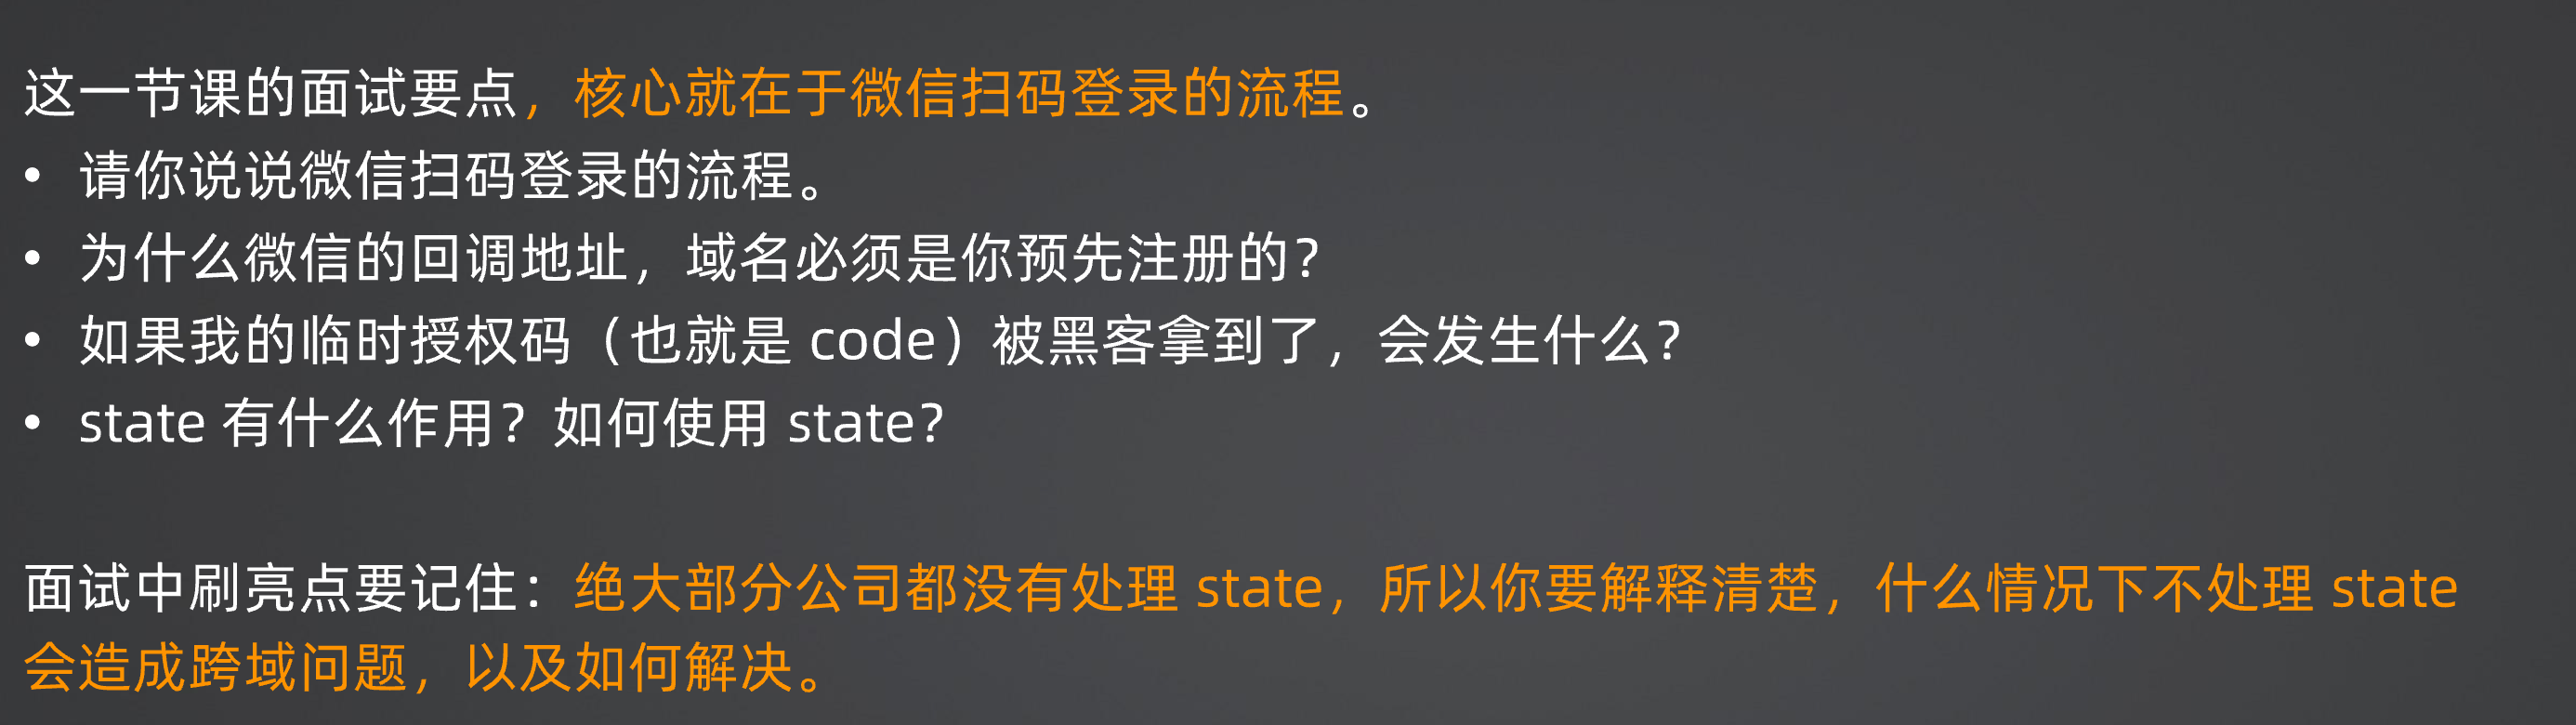 这一节课的面试要点，核心就在于微信扫码登录的流程。
• 请你说说微信扫码登录的流程。
• 为什么微信的回调地址，域名必须是你预先注册的？
• 如果我的临时授权码（也就是 code）被黑客拿到了，会发生什么？
• state 有什么作用？如何使用 state？
面试中刷亮点要记住：绝大部分公司都没有处理 state，所以你要解释清楚，什么情况下不处理 state
会造成跨域问题，以及如何解决。